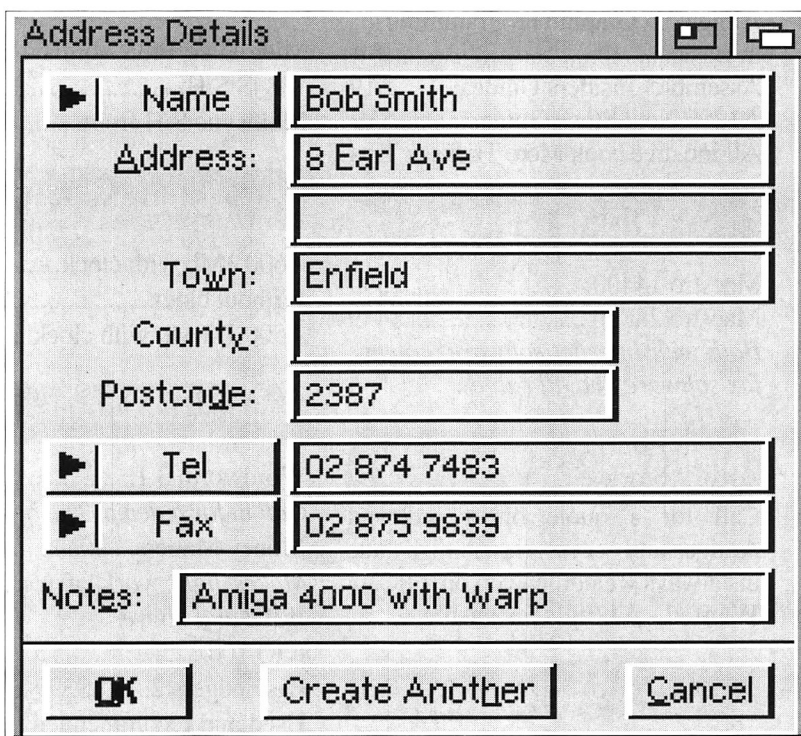 Address Details
Name Bob Smith
Address: 8 Earl Ave
Town: Enfield
County:
Postcode: 2387
Tel 02 874 7483
Fax 02 875 9839
Notes: Amiga 4000 with Warp
OK Create Another Cancel